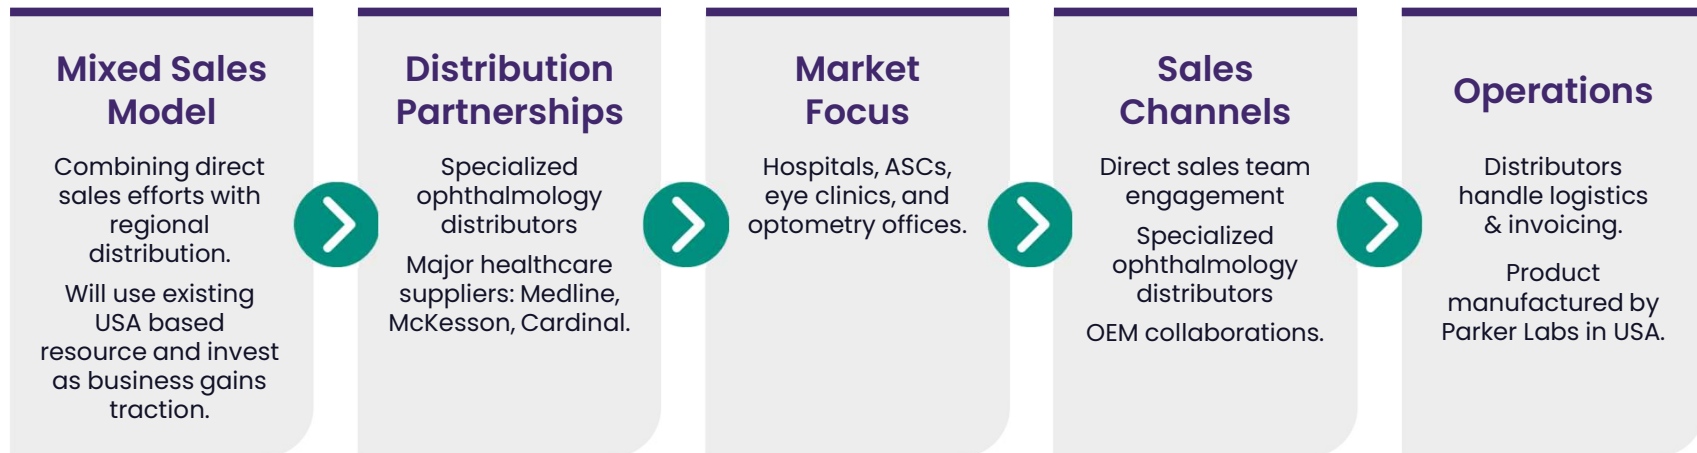 Mixed Sales
Model
Combining direct
sales efforts with
regional
distribution.
Will use existing
USA based
resource and invest
as business gains
traction.
Distribution
Partnerships
Specialized
ophthalmology
distributors
Major healthcare
suppliers: Medline,
McKesson, Cardinal.
Market
Focus
Hospitals, ASCs,
eye clinics, and
optometry offices.
Sales
Channels
Direct sales team
engagement
Specialized
ophthalmology
distributors
OEM collaborations.
Operations
Distributors
handle logistics
& invoicing.
Product
manufactured by
Parker Labs in USA.